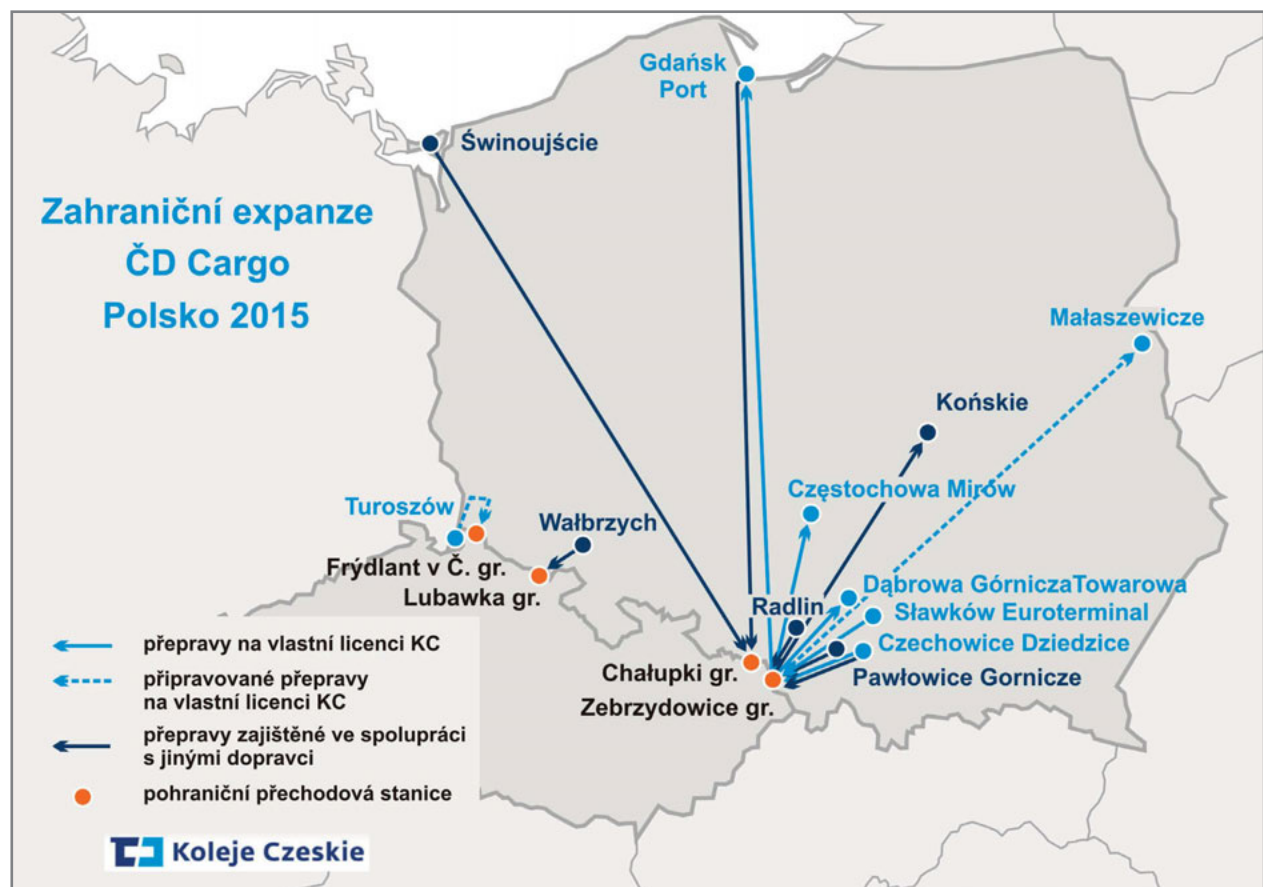 Zahraniční expanze
ČD Cargo
Polsko 2015
Gdańsk
Port
Świnoujście
Małaszewicze
Końskie
Częstochowa Mirów
Turoszów
Wałbrzych
Frýdlant v Č. gr.
Lubawka gr.
Dąbrowa GórniczaTowarowa
Radlin
Sławków Euroterminal
Czechowice Dziedzice
Chałupki gr.
Pawłowice Gornicze
Zebrzydowice gr.
přepravy na vlastní licenci KC
připravované přepravy
na vlastní licenci KC
přepravy zajištěné ve spolupráci
s jinými dopravci
pohraniční přechodová stanice
Koleje Czeskie